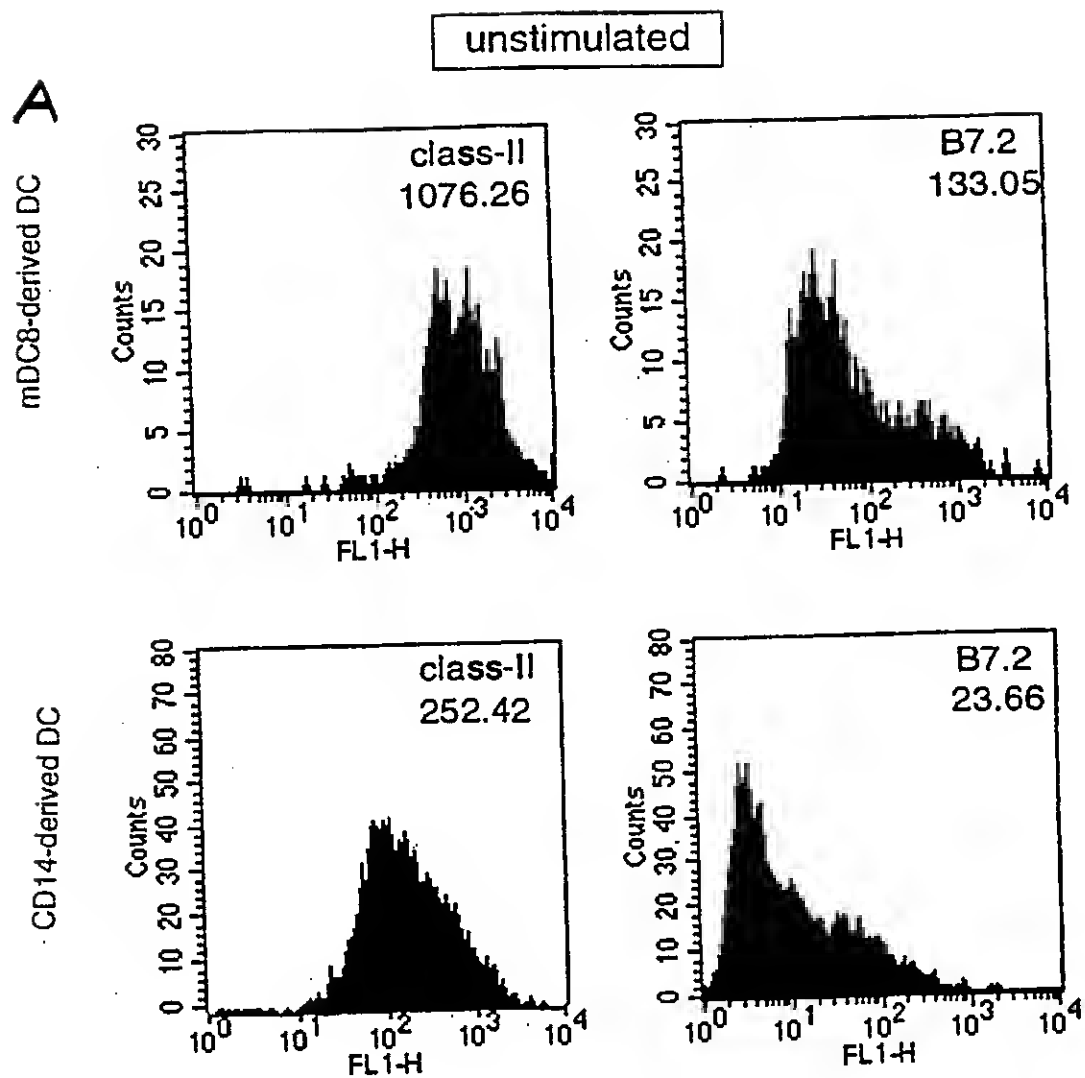 unstimulated
A
mDC8-derived DC
class-II
1076.26
30
25
20
15
10
5
0
Counts
10^0 10^1 10^2 10^3 10^4
FL1-H
B7.2
133.05
30
25
20
15
10
5
0
Counts
10^0 10^1 10^2 10^3 10^4
FL1-H
CD14-derived DC
class-II
252.42
80
70
60
50
40
30
20
10
0
Counts
10^0 10^1 10^2 10^3 10^4
FL1-H
B7.2
23.66
80
70
60
50
40
30
20
10
0
Counts
10^0 10^1 10^2 10^3 10^4
FL1-H